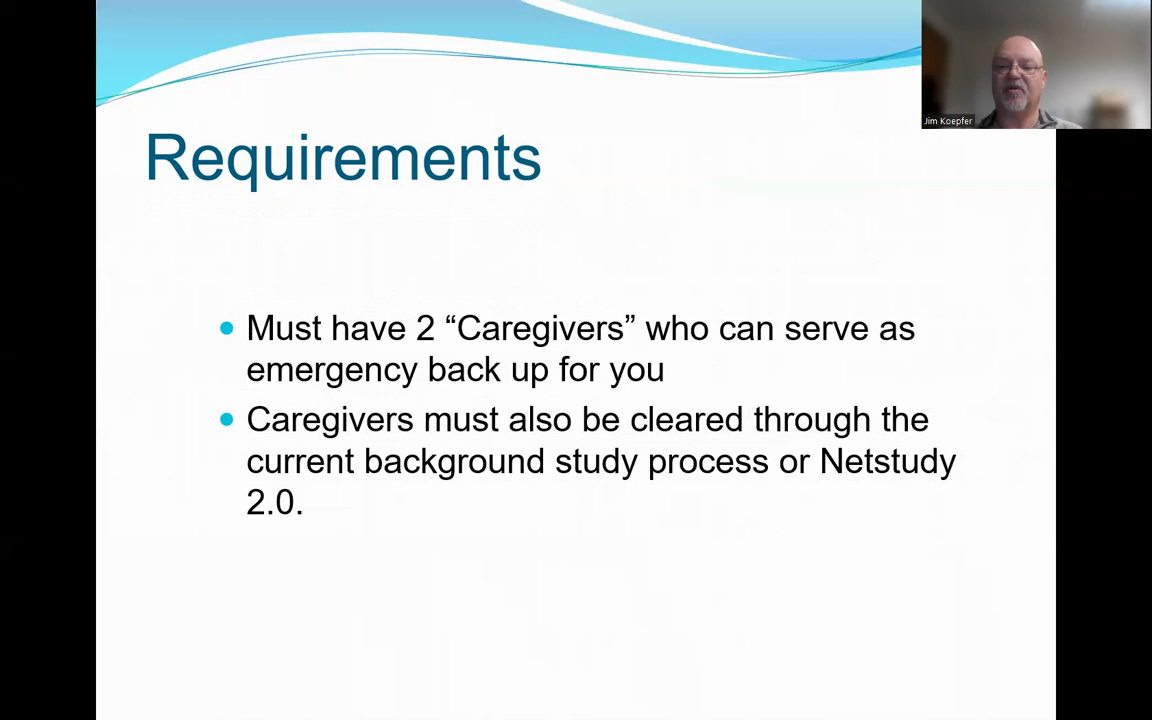 Jim Koepfer
Requirements
Must have 2 “Caregivers” who can serve as
emergency back up for you
Caregivers must also be cleared through the
current background study process or Netstudy
2.0.